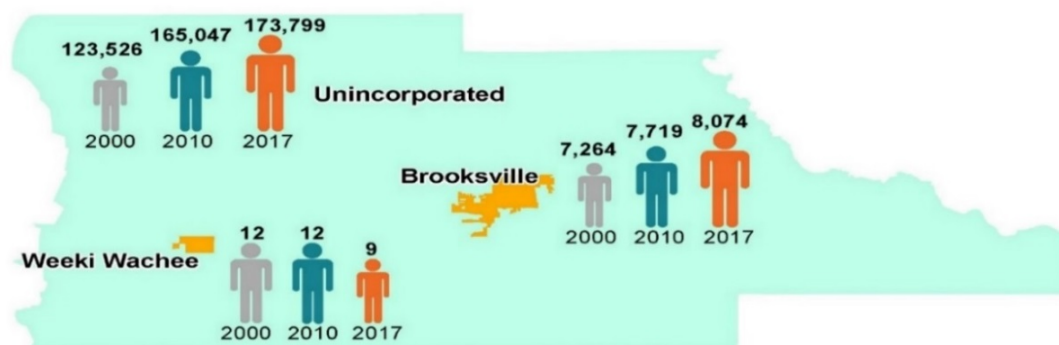 123,526 165,047 173,799
Unincorporated
2000 2010 2017
7,264 7,719 8,074
Brooksville
2000 2010 2017
12 12 9
Weeki Wachee
2000 2010 2017